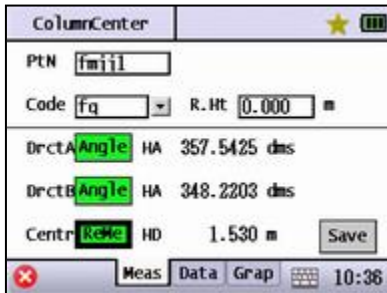 ColumnCenter
PtN fmjjl
Code fq R.Ht 0.000 m
DrctA Angle HA 357.5425 dms
DrctB Angle HA 348.2203 dms
Centr ReMe HD 1.530 m Save
Meas Data Grap 10:36